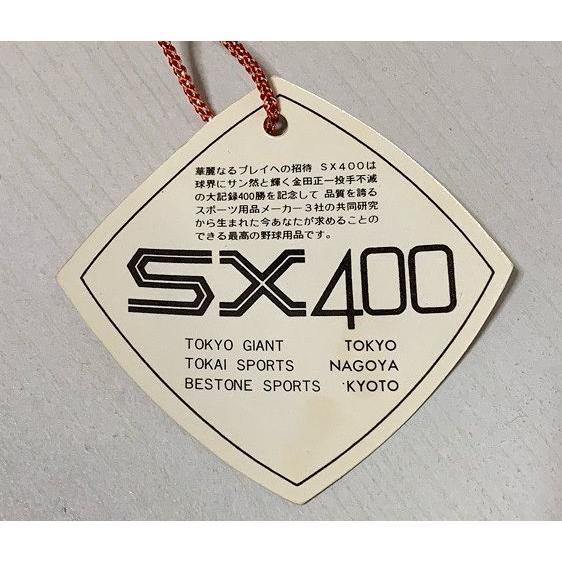 華麗なるプレイへの招待 SX400は
球界にサン然と輝く金田正一投手不滅
の大記録400勝を記念して 品質を誇る
スポーツ用品メーカー3社の共同研究
から生まれた今あなたが求めることの
できる最高の野球用品です。
SX400
TOKYO GIANT TOKYO
TOKAI SPORTS NAGOYA
BESTONE SPORTS KYOTO